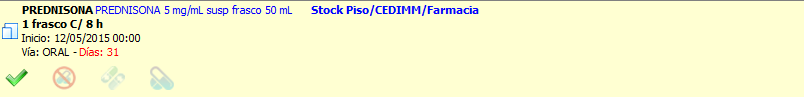 PREDNISONA PREDNISONA 5 mg/mL susp frasco 50 mL Stock Piso/CEDIMM/Farmacia
1 frasco C/ 8 h
Inicio: 12/05/2015 00:00
Vía: ORAL - Días: 31